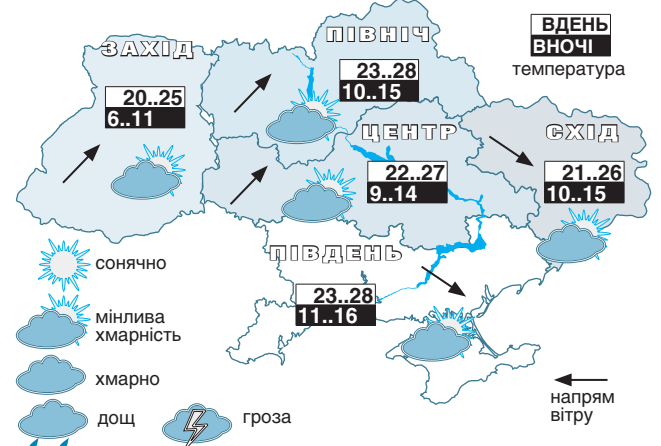 ЗАХІД
20..25
6..11
ПІВНІЧ
23..28
10..15
ВДЕНЬ
ВНОЧІ
температура
ЦЕНТР
22..27
9..14
СХІД
21..26
10..15
ПІВДЕНЬ
23..28
11..16
сонячно
мінлива
хмарність
хмарно
дощ
гроза
напрям
вітру